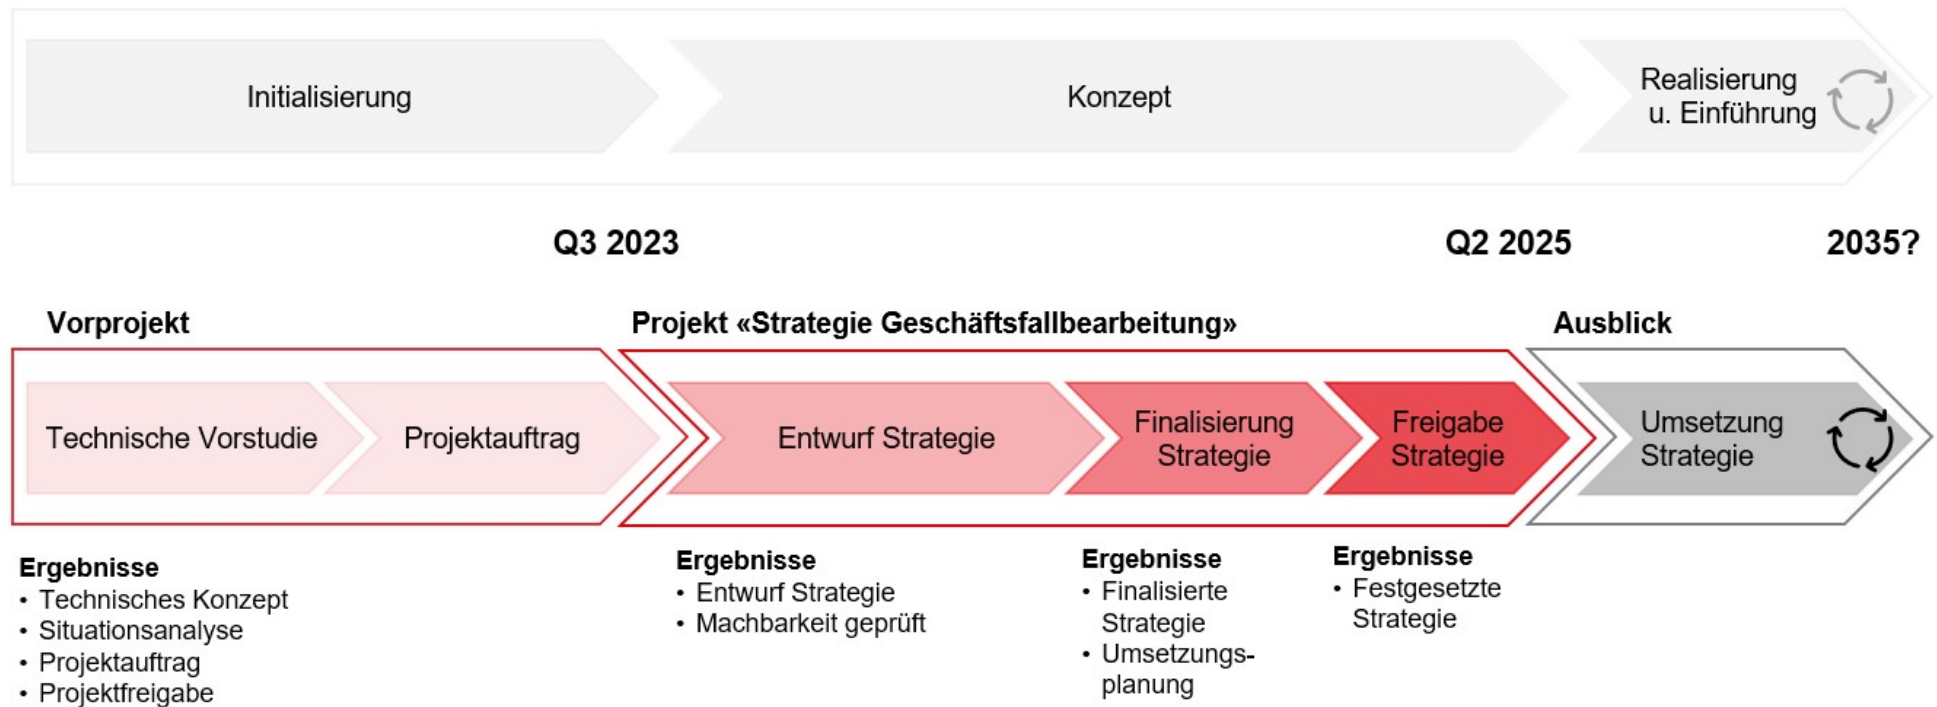 Initialisierung
Konzept
Realisierung
u. Einführung
Q3 2023
Q2 2025
2035?
Vorprojekt
Projekt «Strategie Geschäftsfallbearbeitung»
Ausblick
Technische Vorstudie
Projektauftrag
Entwurf Strategie
Finalisierung
Strategie
Freigabe
Strategie
Umsetzung
Strategie
Ergebnisse
• Technisches Konzept
• Situationsanalyse
• Projektauftrag
• Projektfreigabe
Ergebnisse
• Entwurf Strategie
• Machbarkeit geprüft
Ergebnisse
• Finalisierte
Strategie
• Umsetzungs-
planung
Ergebnisse
• Festgesetzte
Strategie